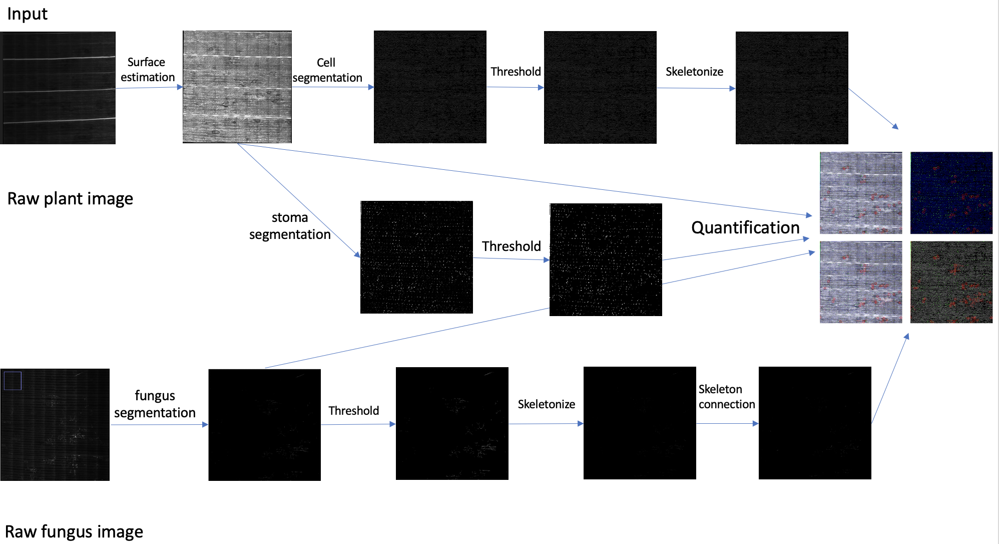 Input
Surface
estimation
Cell
segmentation
Threshold
Skeletonize
Raw plant image
stoma
segmentation
Threshold
Quantification
fungus
segmentation
Threshold
Skeletonize
Skeleton
connection
Raw fungus image